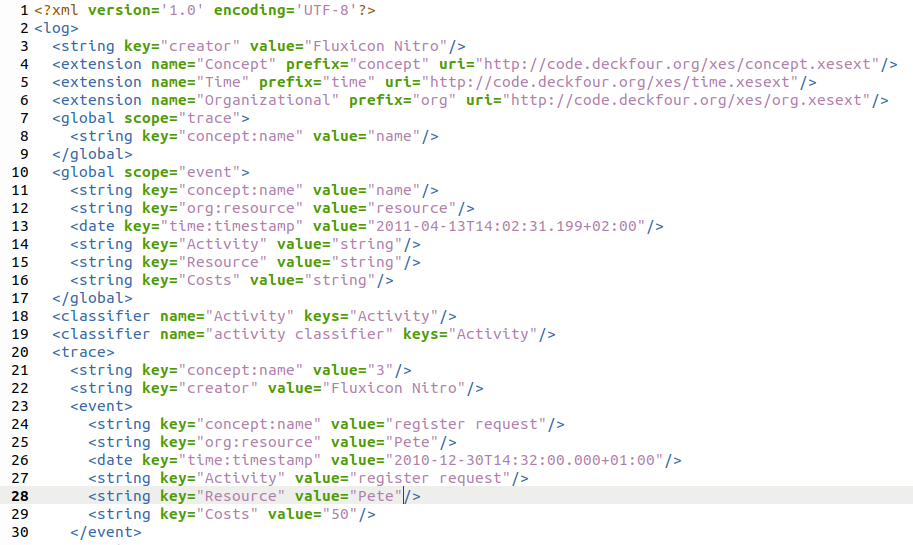 1 <?xml version='1.0' encoding='UTF-8'?>
2 <log>
3   <string key="creator" value="Fluxicon Nitro"/>
4   <extension name="Concept" prefix="concept" uri="http://code.deckfour.org/xes/concept.xesext"/>
5   <extension name="Time" prefix="time" uri="http://code.deckfour.org/xes/time.xesext"/>
6   <extension name="Organizational" prefix="org" uri="http://code.deckfour.org/xes/org.xesext"/>
7   <global scope="trace">
8     <string key="concept:name" value="name"/>
9   </global>
10   <global scope="event">
11     <string key="concept:name" value="name"/>
12     <string key="org:resource" value="resource"/>
13     <date key="time:timestamp" value="2011-04-13T14:02:31.199+02:00"/>
14     <string key="Activity" value="string"/>
15     <string key="Resource" value="string"/>
16     <string key="Costs" value="string"/>
17   </global>
18   <classifier name="Activity" keys="Activity"/>
19   <classifier name="activity classifier" keys="Activity"/>
20   <trace>
21     <string key="concept:name" value="3"/>
22     <string key="creator" value="Fluxicon Nitro"/>
23     <event>
24       <string key="concept:name" value="register request"/>
25       <string key="org:resource" value="Pete"/>
26       <date key="time:timestamp" value="2010-12-30T14:32:00.000+01:00"/>
27       <string key="Activity" value="register request"/>
28       <string key="Resource" value="Pete"/>
29       <string key="Costs" value="50"/>
30     </event>